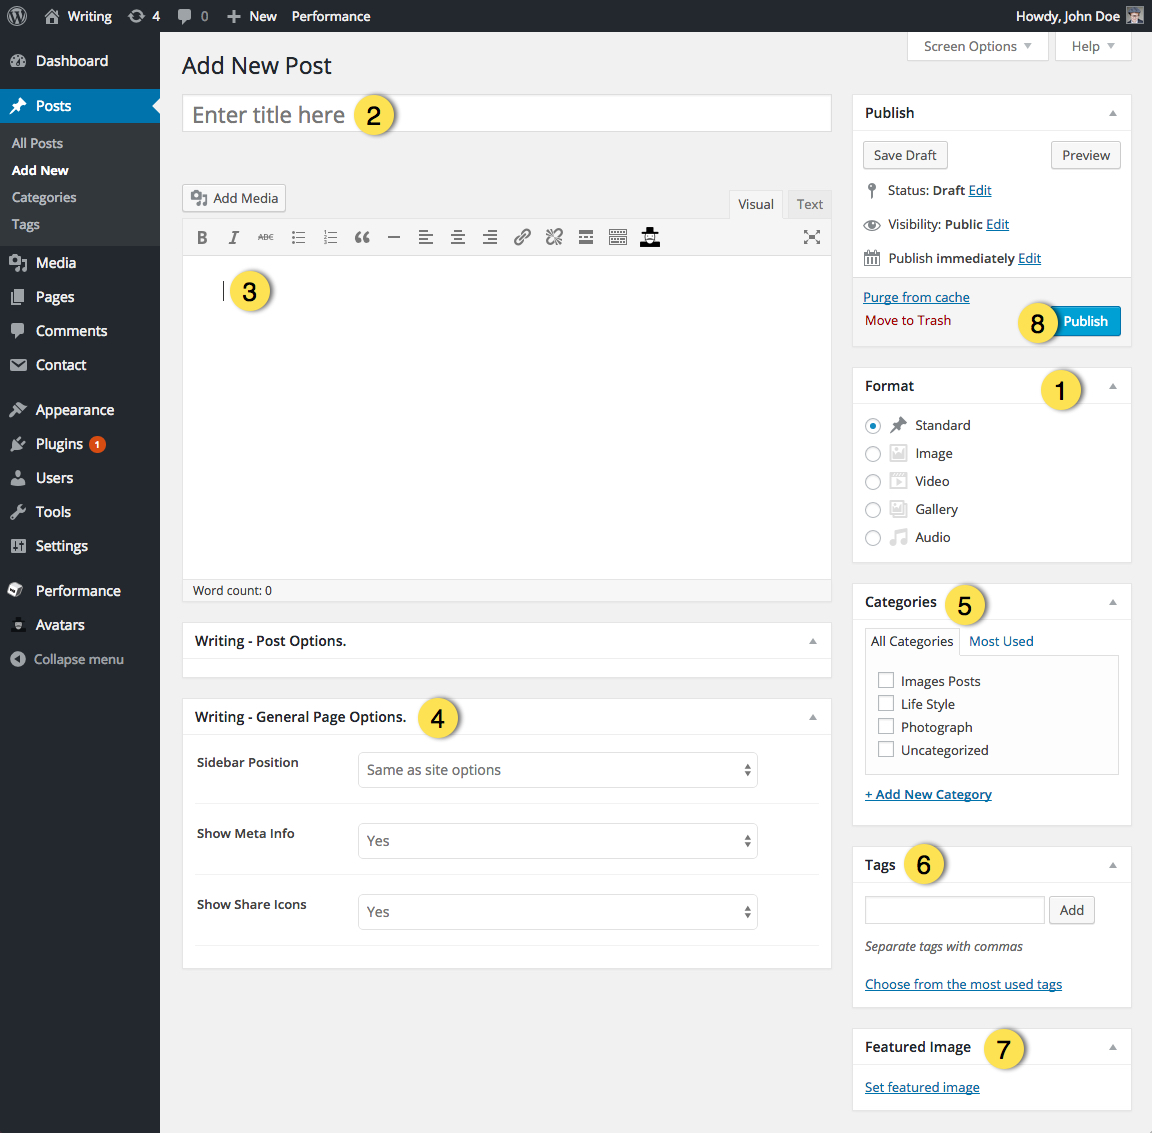 Writing 4 0 New Performance Howdy, John Doe
Dashboard
Posts
All Posts
Add New
Categories
Tags
Media
Pages
Comments
Contact
Appearance
Plugins 1
Users
Tools
Settings
Performance
Avatars
Collapse menu
Screen Options Help
Add New Post
Enter title here 2
Add Media
Visual Text
B I ABC
3
Word count: 0
Writing - Post Options.
Writing - General Page Options. 4
Sidebar Position Same as site options
Show Meta Info Yes
Show Share Icons Yes
Publish
Save Draft Preview
Status: Draft Edit
Visibility: Public Edit
Publish immediately Edit
Purge from cache
Move to Trash 8 Publish
Format 1
Standard
Image
Video
Gallery
Audio
Categories 5
All Categories Most Used
Images Posts
Life Style
Photograph
Uncategorized
+ Add New Category
Tags 6
Add
Separate tags with commas
Choose from the most used tags
Featured Image 7
Set featured image